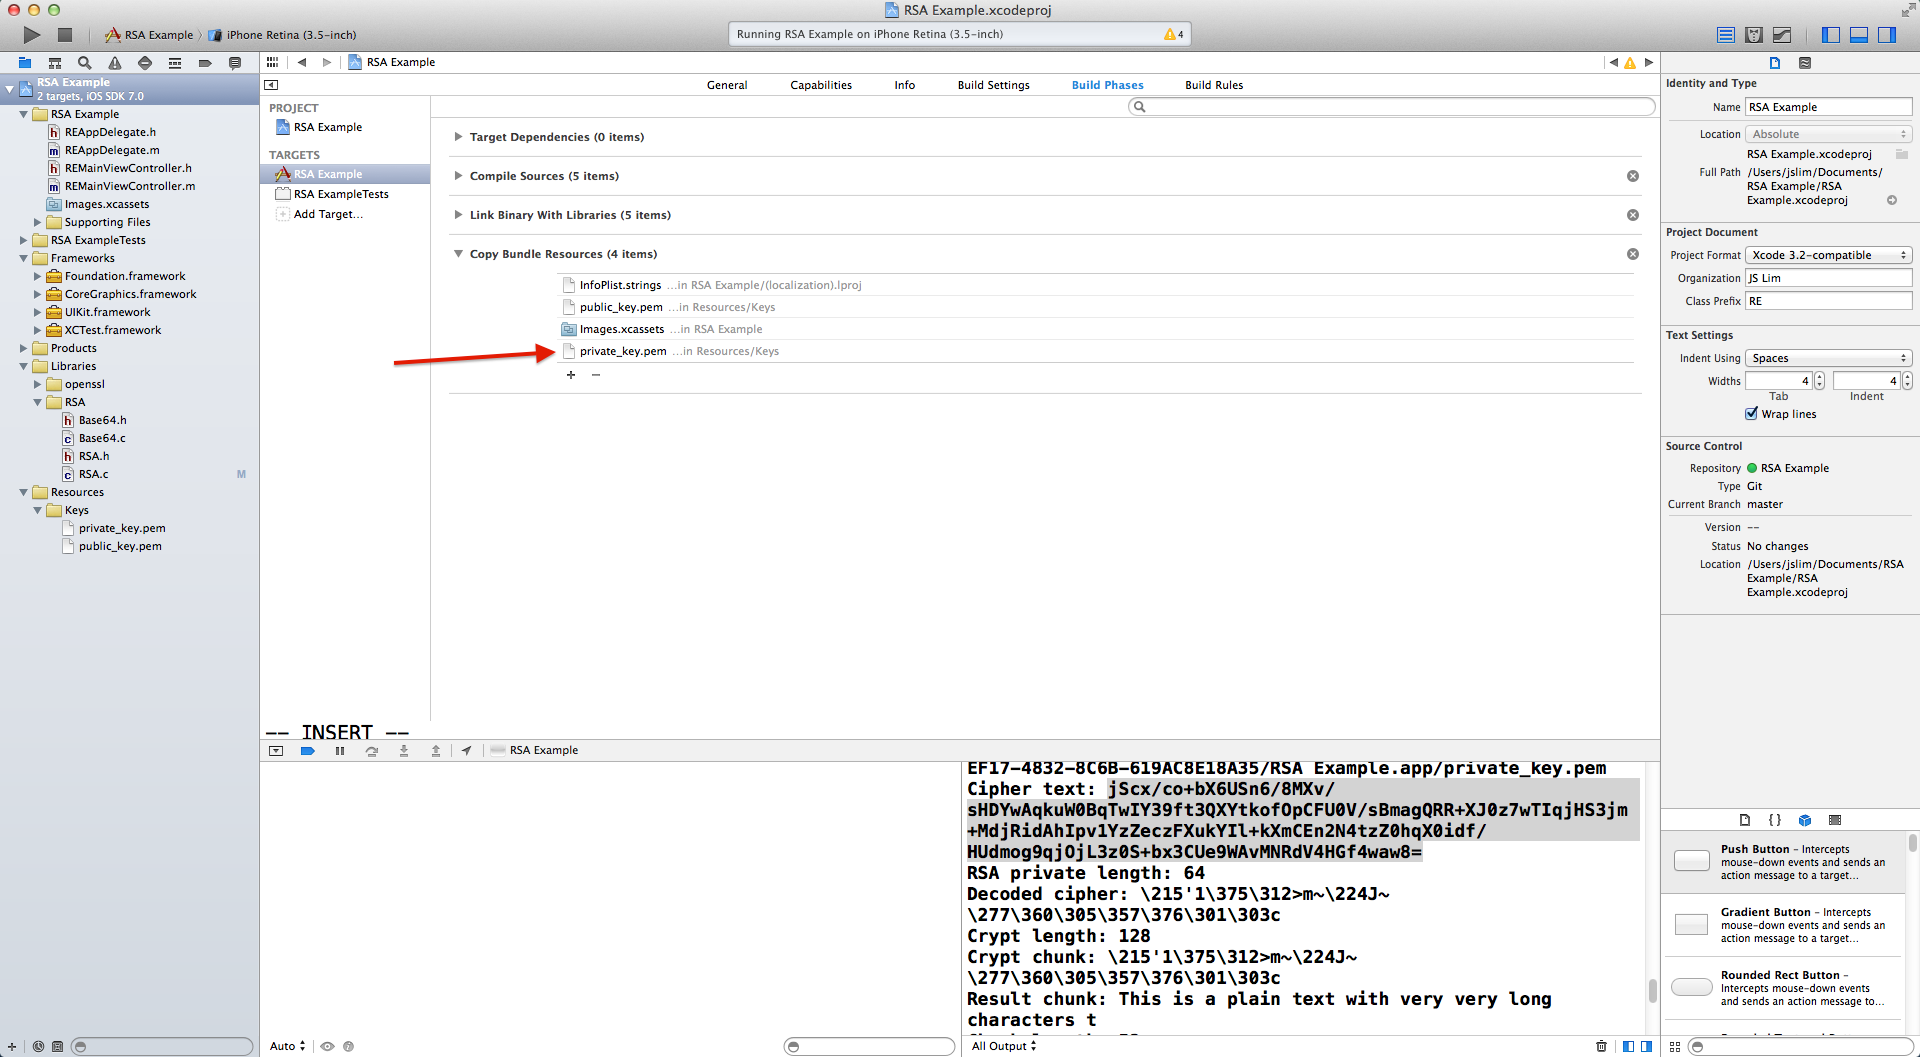 RSA Example.xcodeproj
RSA Example
iPhone Retina (3.5-inch)
Running RSA Example on iPhone Retina (3.5-inch)
4
RSA Example
2 targets, iOS SDK 7.0
RSA Example
REAppDelegate.h
REAppDelegate.m
REMainViewController.h
REMainViewController.m
Images.xcassets
Supporting Files
RSA ExampleTests
Frameworks
Foundation.framework
CoreGraphics.framework
UIKit.framework
XCTest.framework
Products
Libraries
openssl
RSA
Base64.h
Base64.c
RSA.h
RSA.c M
Resources
Keys
private_key.pem
public_key.pem
RSA Example
General Capabilities Info Build Settings Build Phases Build Rules
PROJECT
RSA Example
TARGETS
RSA Example
RSA ExampleTests
Add Target...
Target Dependencies (0 items)
Compile Sources (5 items)
Link Binary With Libraries (5 items)
Copy Bundle Resources (4 items)
InfoPlist.strings ...in RSA Example/(localization).lproj
public_key.pem ...in Resources/Keys
Images.xcassets ...in RSA Example
private_key.pem ...in Resources/Keys
+ −
-- INSERT --
RSA Example
EF17-4832-8C6B-619AC8E18A35/RSA Example.app/private_key.pem
Cipher text: jScx/co+bX6USn6/8MXv/
sHDYwAqkuW0BqTwIY39ft3QXYtkofOpCFU0V/sBmagQRR+XJ0z7wTIqjHS3jm
+MdjRidAhIpv1YzZeczFXukYIl+kXmCEn2N4tzZ0hqX0idf/
HUdmog9qjOjL3z0S+bx3CUe9WAvMNRdV4HGf4waw8=
RSA private length: 64
Decoded cipher: \215'1\375\312>m~\224J~
\277\360\305\357\376\301\303c
Crypt length: 128
Crypt chunk: \215'1\375\312>m~\224J~
\277\360\305\357\376\301\303c
Result chunk: This is a plain text with very very long
characters t
Auto
All Output
Identity and Type
Name RSA Example
Location Absolute
RSA Example.xcodeproj
Full Path /Users/jslim/Documents/
RSA Example/RSA
Example.xcodeproj
Project Document
Project Format Xcode 3.2-compatible
Organization JS Lim
Class Prefix RE
Text Settings
Indent Using Spaces
Widths 4 4
Tab Indent
Wrap lines
Source Control
Repository RSA Example
Type Git
Current Branch master
Version --
Status No changes
Location /Users/jslim/Documents/RSA
Example/RSA
Example.xcodeproj
Push Button – Intercepts
mouse-down events and sends an
action message to a target...
Gradient Button – Intercepts
mouse-down events and sends an
action message to a target...
Rounded Rect Button –
Intercepts mouse-down events
and sends an action message to...